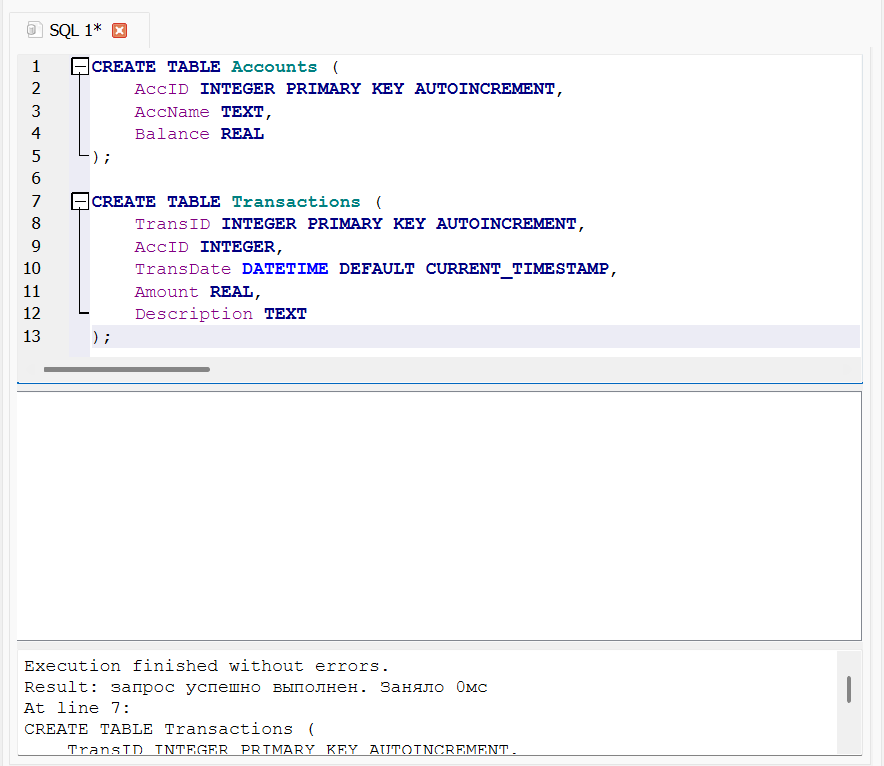 SQL 1*
1 CREATE TABLE Accounts (
2 AccID INTEGER PRIMARY KEY AUTOINCREMENT,
3 AccName TEXT,
4 Balance REAL
5 );
6
7 CREATE TABLE Transactions (
8 TransID INTEGER PRIMARY KEY AUTOINCREMENT,
9 AccID INTEGER,
10 TransDate DATETIME DEFAULT CURRENT_TIMESTAMP,
11 Amount REAL,
12 Description TEXT
13 );
Execution finished without errors.
Result: запрос успешно выполнен. Заняло 0мс
At line 7:
CREATE TABLE Transactions (
TransID INTEGER PRIMARY KEY AUTOINCREMENT,